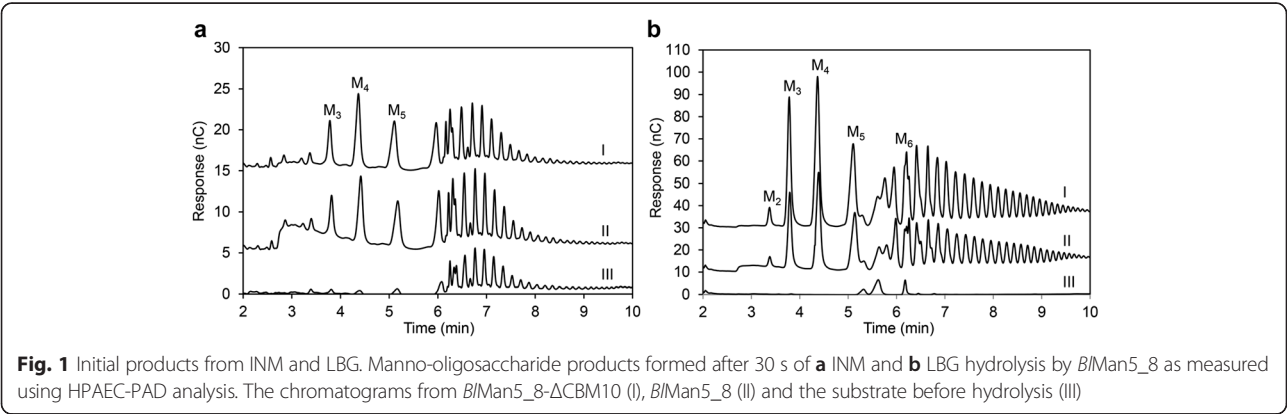 a
30
25
20
15
10
5
0
Response (nC)
M3
M4
M5
I
II
III
2 3 4 5 6 7 8 9 10
Time (min)
b
110
100
90
80
70
60
50
40
30
20
10
0
Response (nC)
M2
M3
M4
M5
M6
I
II
III
2 3 4 5 6 7 8 9 10
Time (min)
Fig. 1 Initial products from INM and LBG. Manno-oligosaccharide products formed after 30 s of a INM and b LBG hydrolysis by BlMan5_8 as measured
using HPAEC-PAD analysis. The chromatograms from BlMan5_8-ΔCBM10 (I), BlMan5_8 (II) and the substrate before hydrolysis (III)